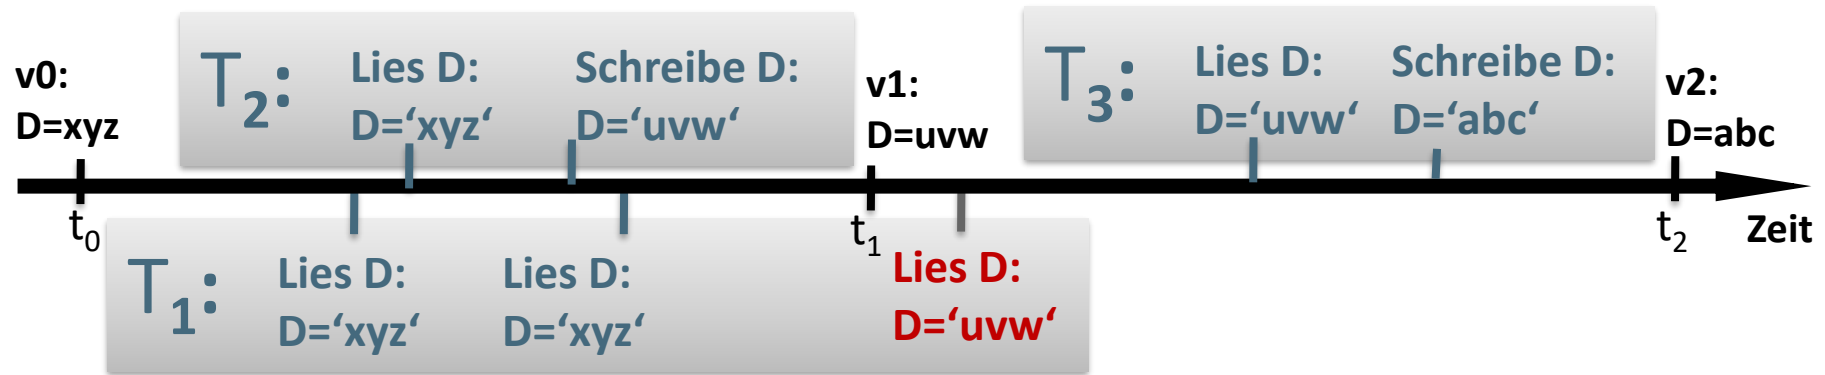 v0:
D=xyz
T2:
Lies D:
D=‘xyz‘
Schreibe D:
D=‘uvw‘
v1:
D=uvw
T3:
Lies D:
D=‘uvw‘
Schreibe D:
D=‘abc‘
v2:
D=abc
t0
t1
t2
Zeit
T1:
Lies D:
D=‘xyz‘
Lies D:
D=‘xyz‘
Lies D:
D=‘uvw‘